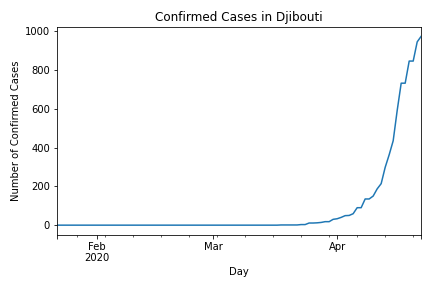 Confirmed Cases in Djibouti
1000
800
600
400
200
0
Number of Confirmed Cases
Feb
2020
Mar
Apr
Day